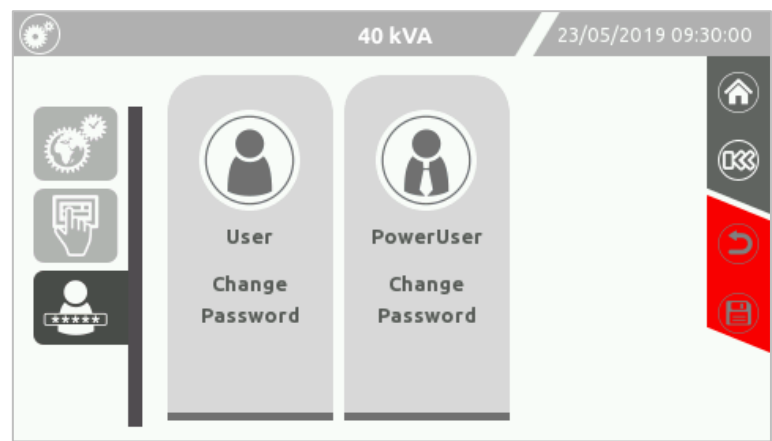 40 kVA
23/05/2019 09:30:00
User
Change
Password
PowerUser
Change
Password
*****